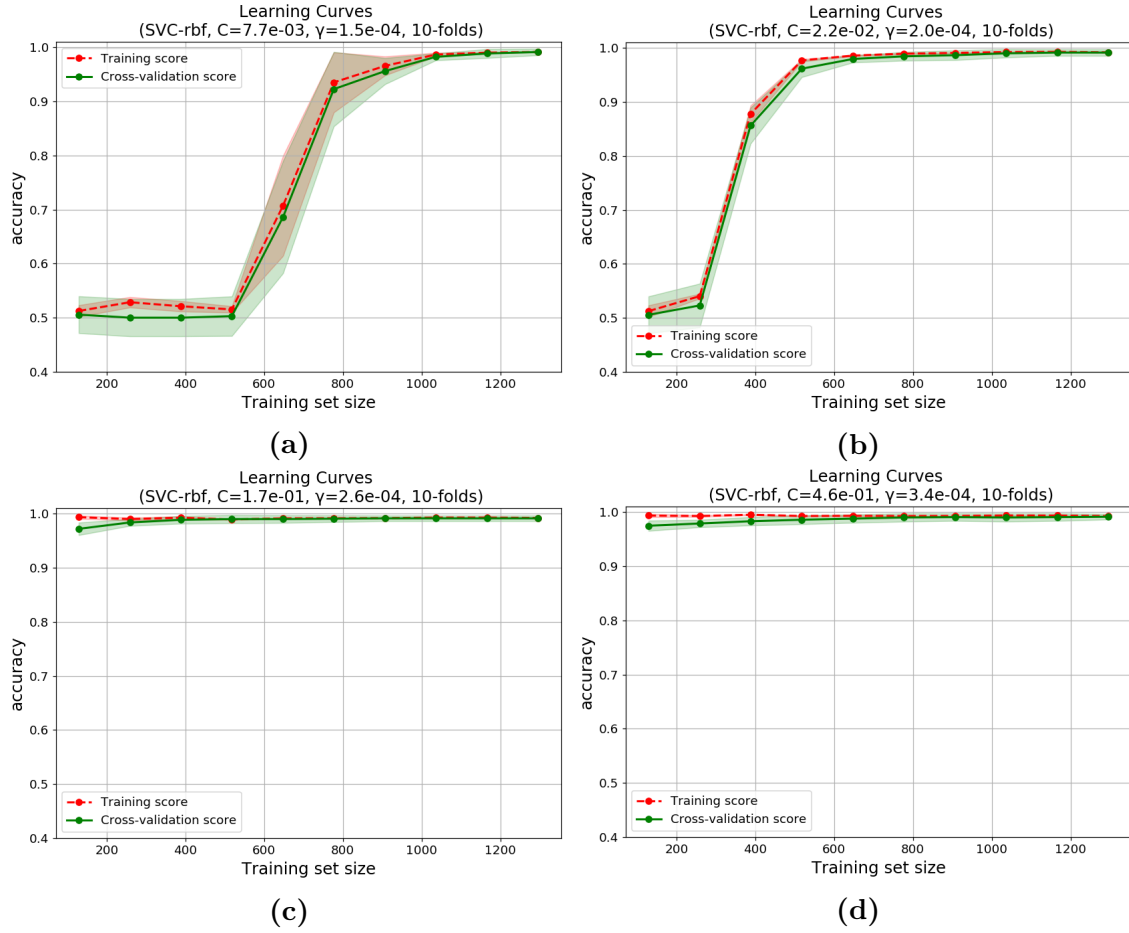 Learning Curves
(SVC-rbf, C=7.7e-03, γ=1.5e-04, 10-folds)
1.0
0.9
0.8
0.7
0.6
0.5
0.4
accuracy
Training score
Cross-validation score
200 400 600 800 1000 1200
Training set size
(a)
Learning Curves
(SVC-rbf, C=2.2e-02, γ=2.0e-04, 10-folds)
1.0
0.9
0.8
0.7
0.6
0.5
0.4
accuracy
Training score
Cross-validation score
200 400 600 800 1000 1200
Training set size
(b)
Learning Curves
(SVC-rbf, C=1.7e-01, γ=2.6e-04, 10-folds)
1.0
0.9
0.8
0.7
0.6
0.5
0.4
accuracy
Training score
Cross-validation score
200 400 600 800 1000 1200
Training set size
(c)
Learning Curves
(SVC-rbf, C=4.6e-01, γ=3.4e-04, 10-folds)
1.0
0.9
0.8
0.7
0.6
0.5
0.4
accuracy
Training score
Cross-validation score
200 400 600 800 1000 1200
Training set size
(d)